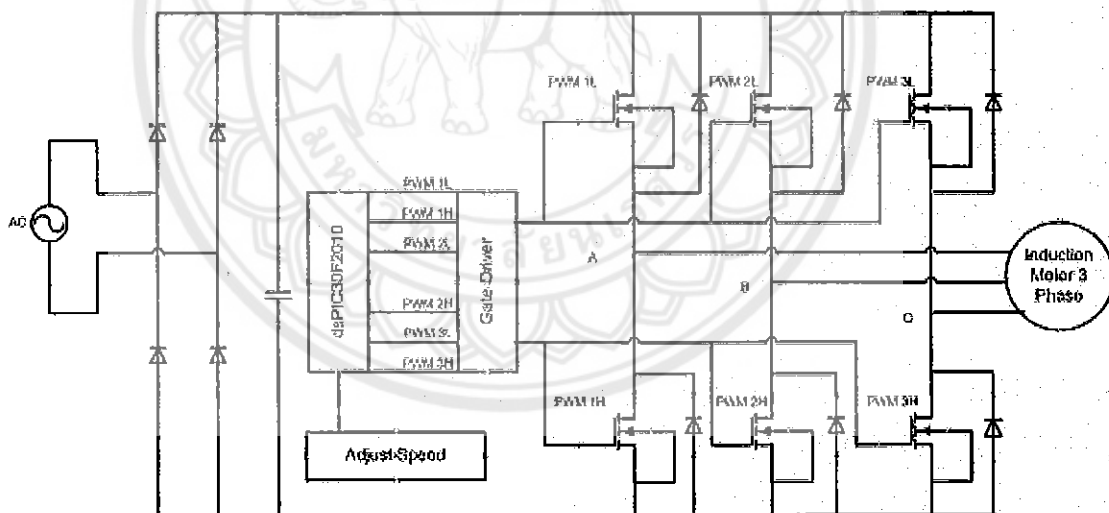 PWM 1L
PWM 2L
PWM 3L
AC
PWM 1L
PWM 1H
PWM 2L
PWM 2H
PWM 3L
PWM 3H
dsPIC30F2010
Gate-Driver
A
B
C
Induction
Motor 3
Phase
PWM 1H
PWM 2H
PWM 3H
Adjust-Speed